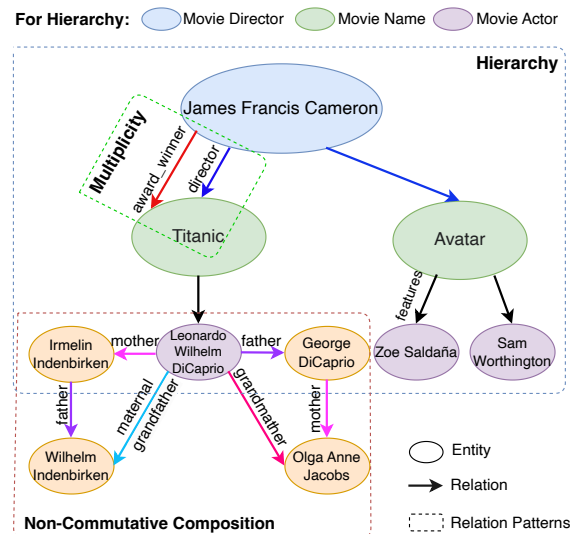 For Hierarchy: Movie Director Movie Name Movie Actor
Hierarchy
James Francis Cameron
Multiplicity
award_winner
director
Titanic
Avatar
features
Irmelin
Indenbirken
mother
Leonardo
Wilhelm
DiCaprio
father
George
DiCaprio
Zoe Saldaña
Sam
Worthington
father
maternal
grandfather
grandmather
mother
Wilhelm
Indenbirken
Olga Anne
Jacobs
Entity
Relation
Relation Patterns
Non-Commutative Composition